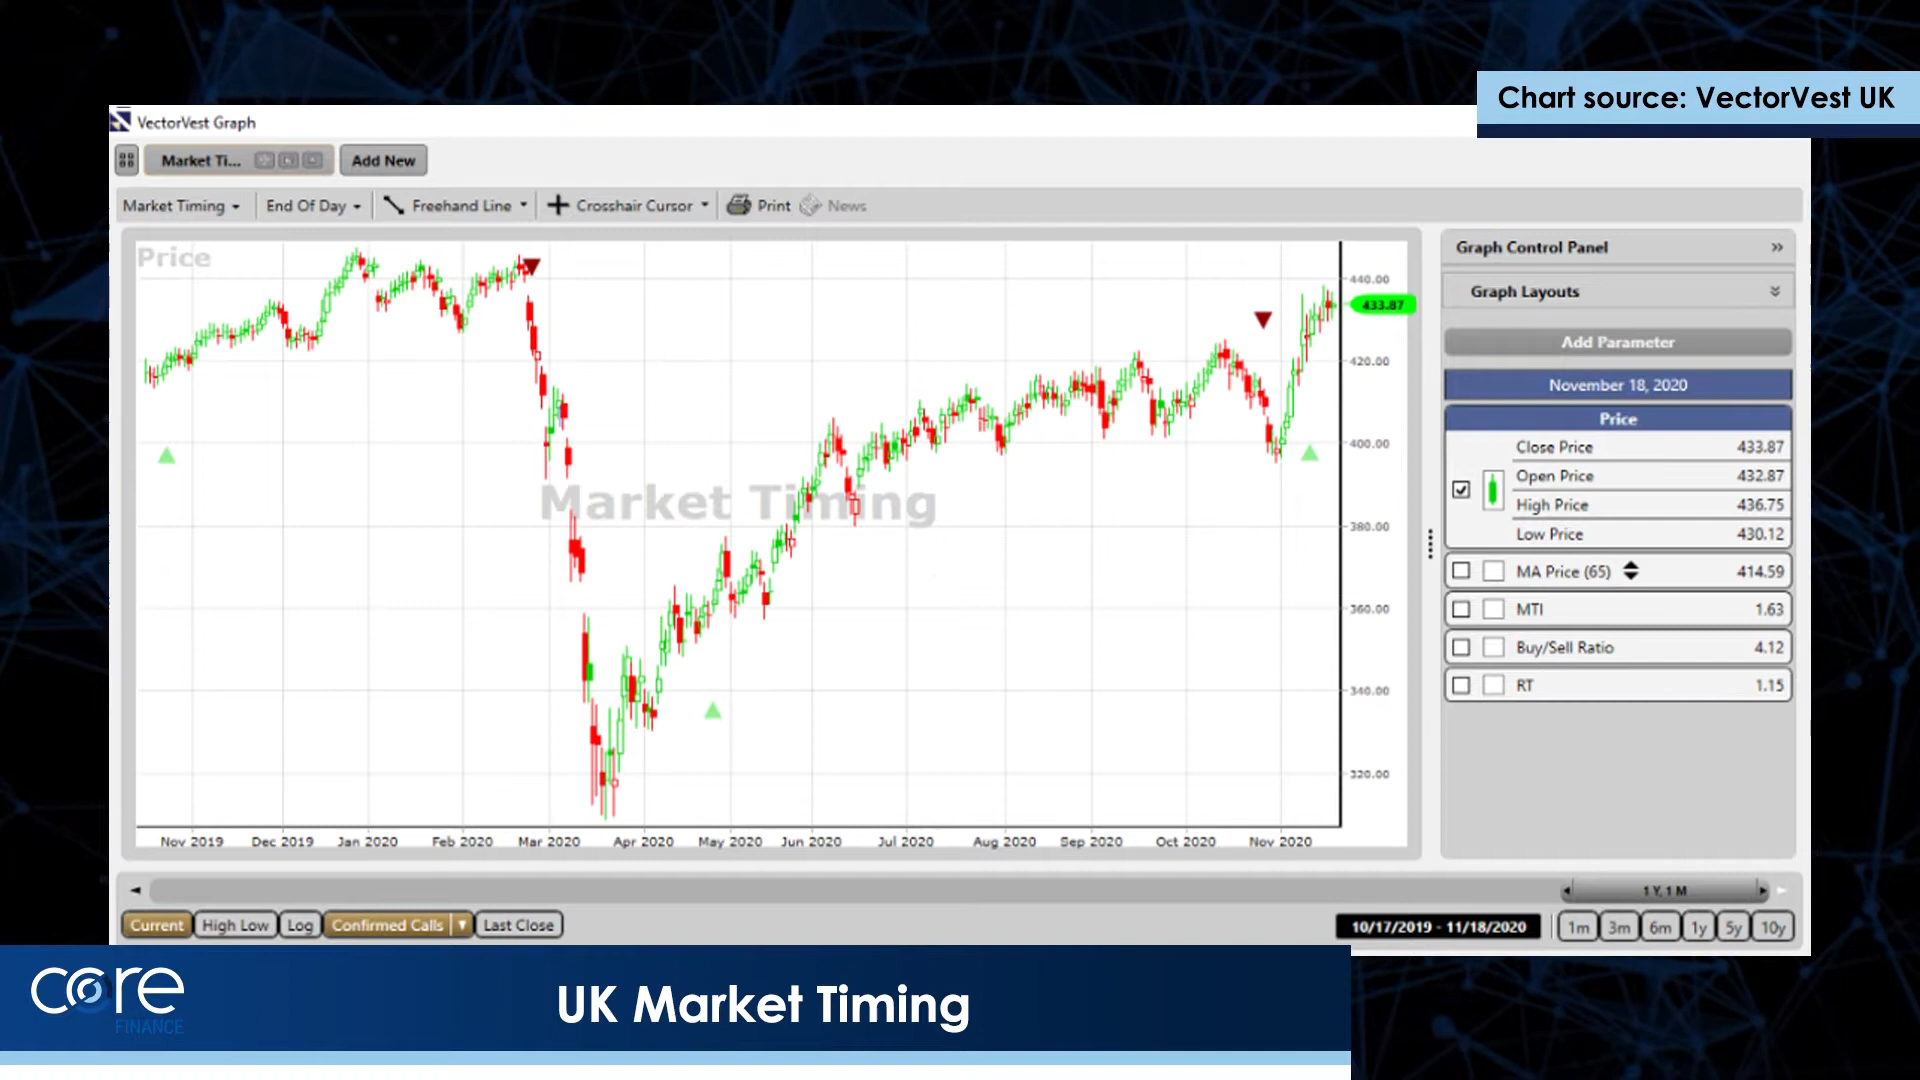 Chart source: VectorVest UK
VectorVest Graph
Market Ti...
Add New
Market Timing
End Of Day
Freehand Line
Crosshair Cursor
Print
News
Price
Market Timing
440.00
433.87
420.00
400.00
380.00
360.00
340.00
320.00
Nov 2019 Dec 2019 Jan 2020 Feb 2020 Mar 2020 Apr 2020 May 2020 Jun 2020 Jul 2020 Aug 2020 Sep 2020 Oct 2020 Nov 2020
Graph Control Panel
Graph Layouts
Add Parameter
November 18, 2020
Price
Close Price 433.87
Open Price 432.87
High Price 436.75
Low Price 430.12
MA Price (65) 414.59
MTI 1.63
Buy/Sell Ratio 4.12
RT 1.15
1 Y, 1 M
Current High Low Log Confirmed Calls Last Close
10/17/2019 - 11/18/2020
1m 3m 6m 1y 5y 10y
core
FINANCE
UK Market Timing